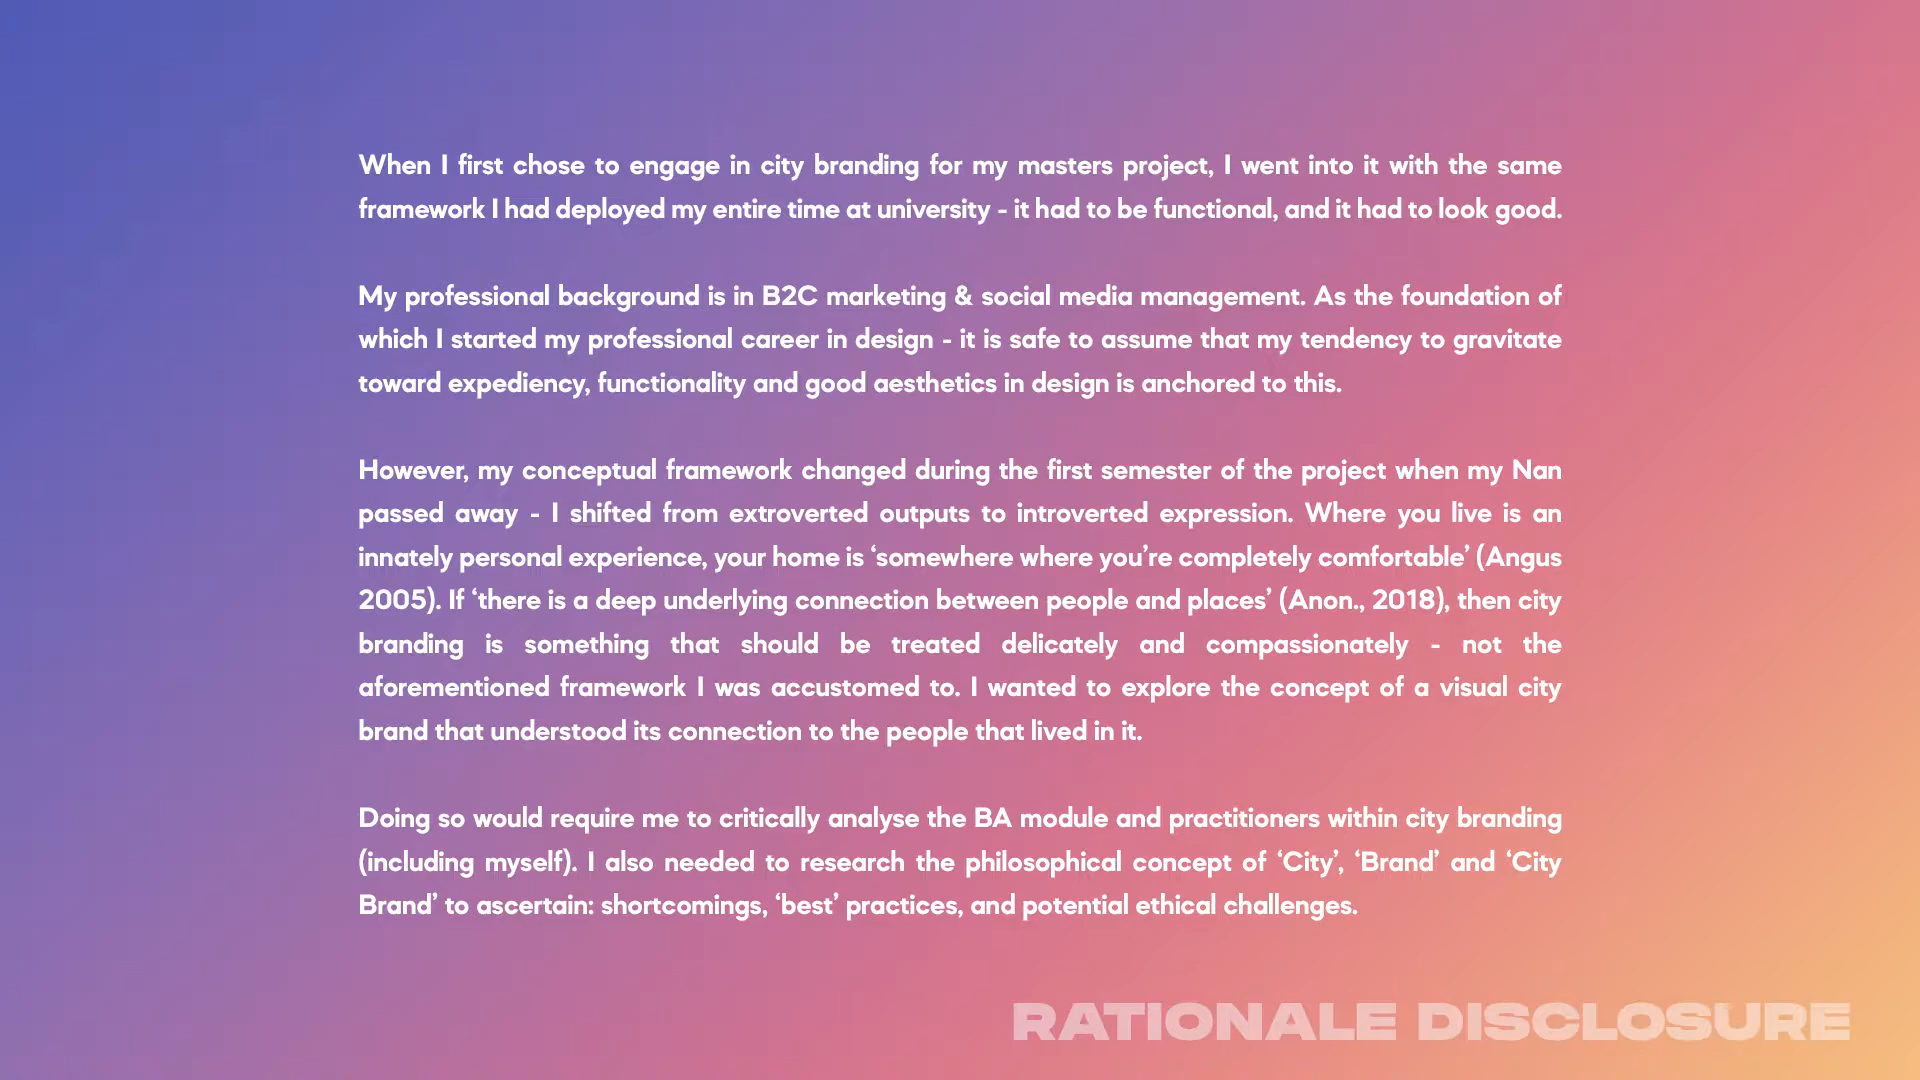 When I first chose to engage in city branding for my masters project, I went into it with the same
framework I had deployed my entire time at university - it had to be functional, and it had to look good.
My professional background is in B2C marketing & social media management. As the foundation of
which I started my professional career in design - it is safe to assume that my tendency to gravitate
toward expediency, functionality and good aesthetics in design is anchored to this.
However, my conceptual framework changed during the first semester of the project when my Nan
passed away - I shifted from extroverted outputs to introverted expression. Where you live is an
innately personal experience, your home is ‘somewhere where you’re completely comfortable’ (Angus
2005). If ‘there is a deep underlying connection between people and places’ (Anon., 2018), then city
branding is something that should be treated delicately and compassionately - not the
aforementioned framework I was accustomed to. I wanted to explore the concept of a visual city
brand that understood its connection to the people that lived in it.
Doing so would require me to critically analyse the BA module and practitioners within city branding
(including myself). I also needed to research the philosophical concept of ‘City’, ‘Brand’ and ‘City
Brand’ to ascertain: shortcomings, ‘best’ practices, and potential ethical challenges.
RATIONALE DISCLOSURE